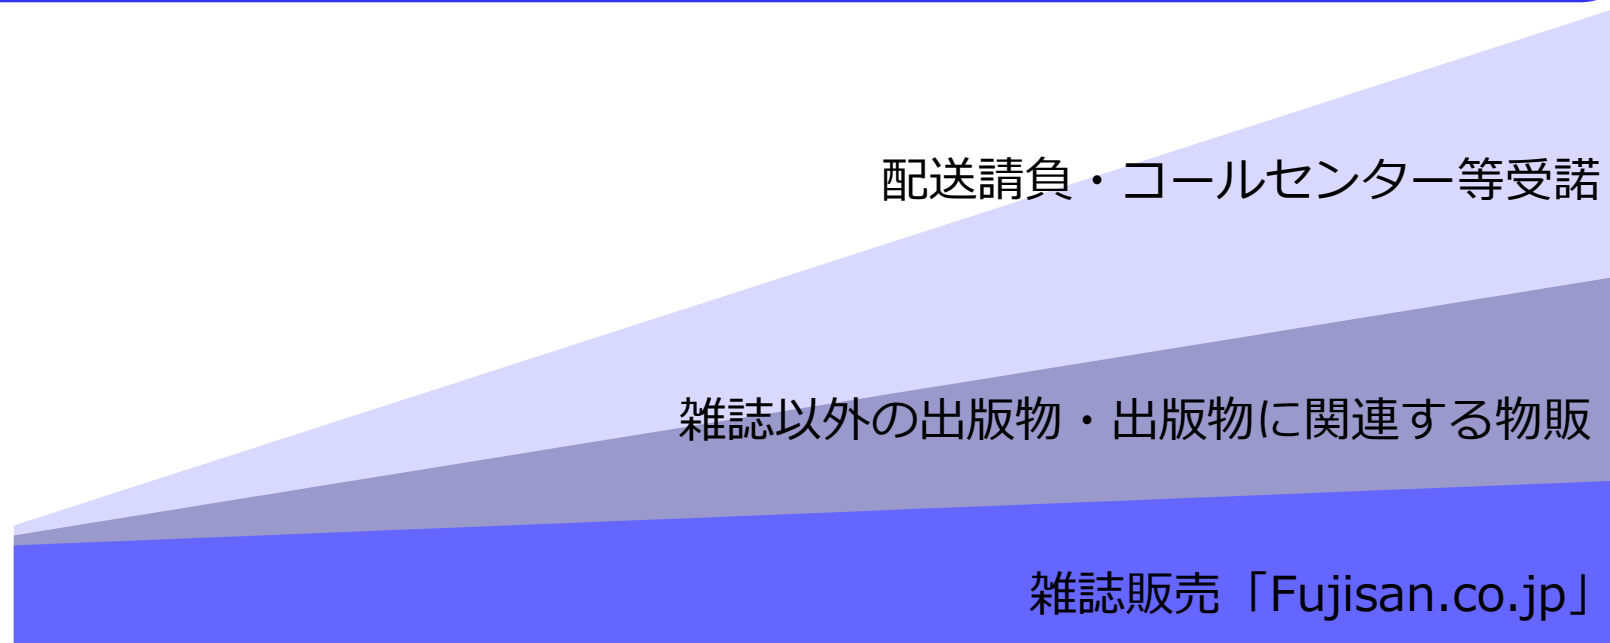 配送請負・コールセンター等受諾
雑誌以外の出版物・出版物に関連する物販
雑誌販売「Fujisan.co.jp」